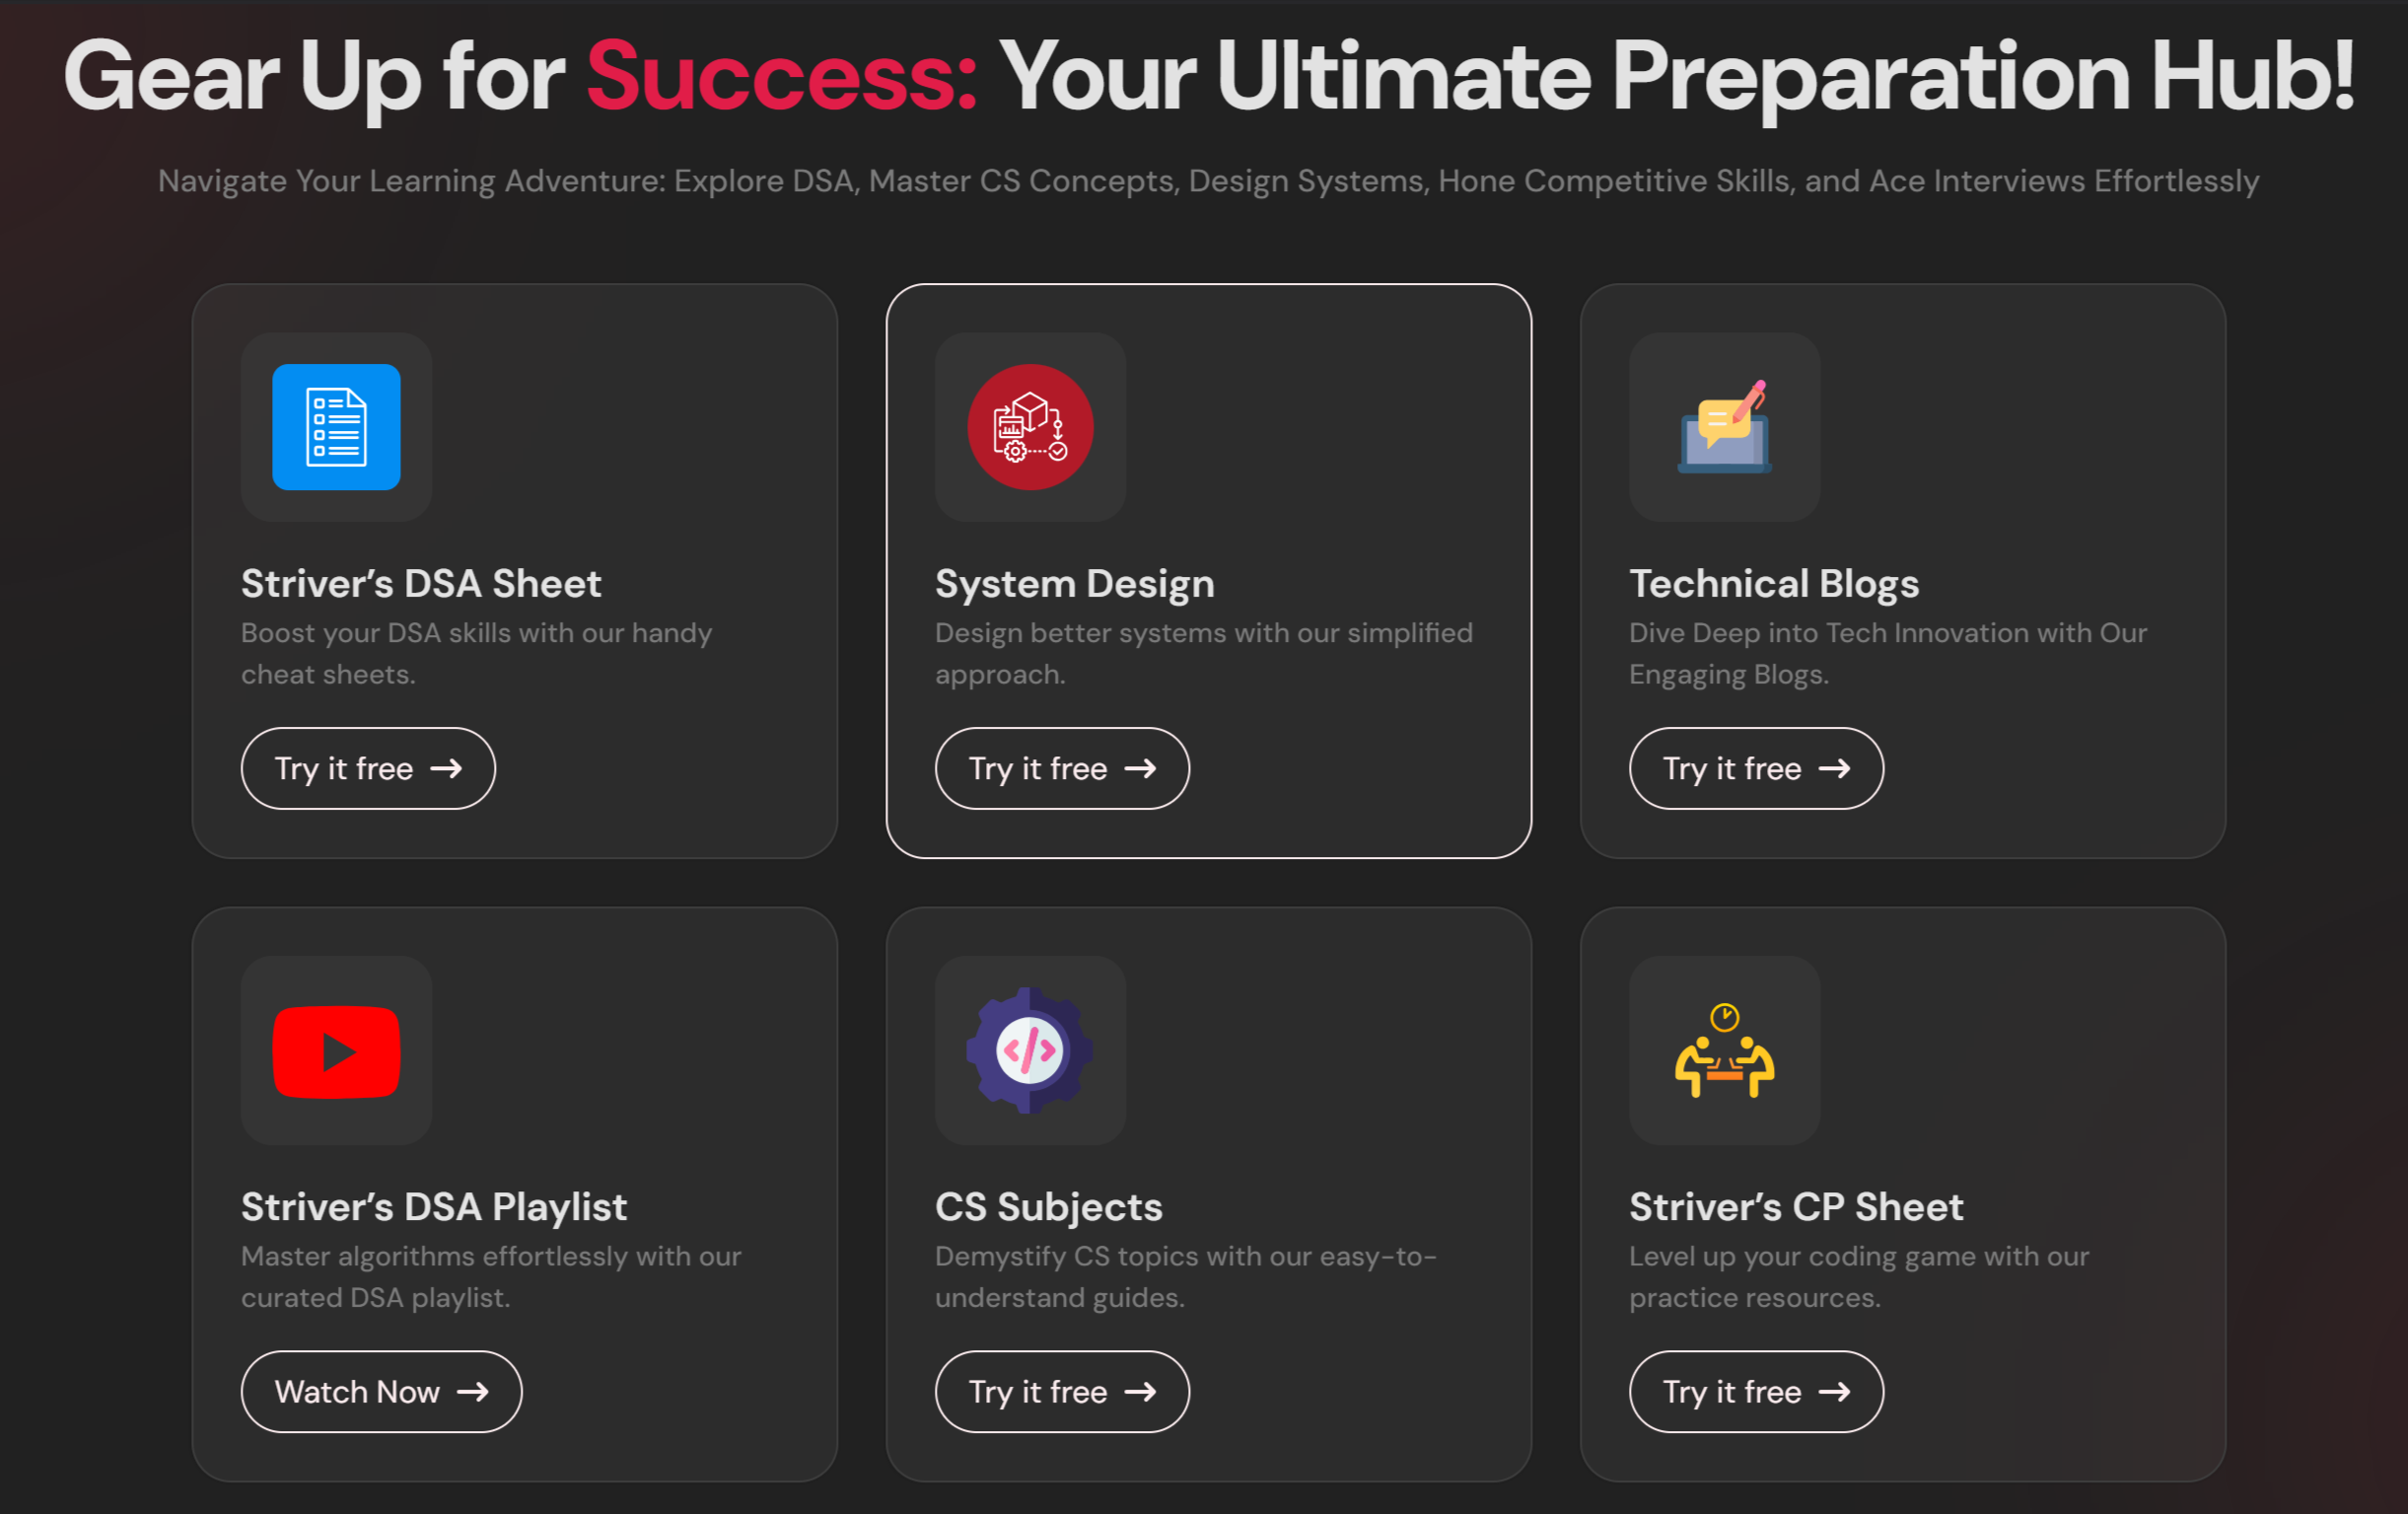 Gear Up for Success: Your Ultimate Preparation Hub!
Navigate Your Learning Adventure: Explore DSA, Master CS Concepts, Design Systems, Hone Competitive Skills, and Ace Interviews Effortlessly
Striver’s DSA Sheet
Boost your DSA skills with our handy
cheat sheets.
Try it free →
System Design
Design better systems with our simplified
approach.
Try it free →
Technical Blogs
Dive Deep into Tech Innovation with Our
Engaging Blogs.
Try it free →
Striver’s DSA Playlist
Master algorithms effortlessly with our
curated DSA playlist.
Watch Now →
CS Subjects
Demystify CS topics with our easy-to-
understand guides.
Try it free →
Striver’s CP Sheet
Level up your coding game with our
practice resources.
Try it free →